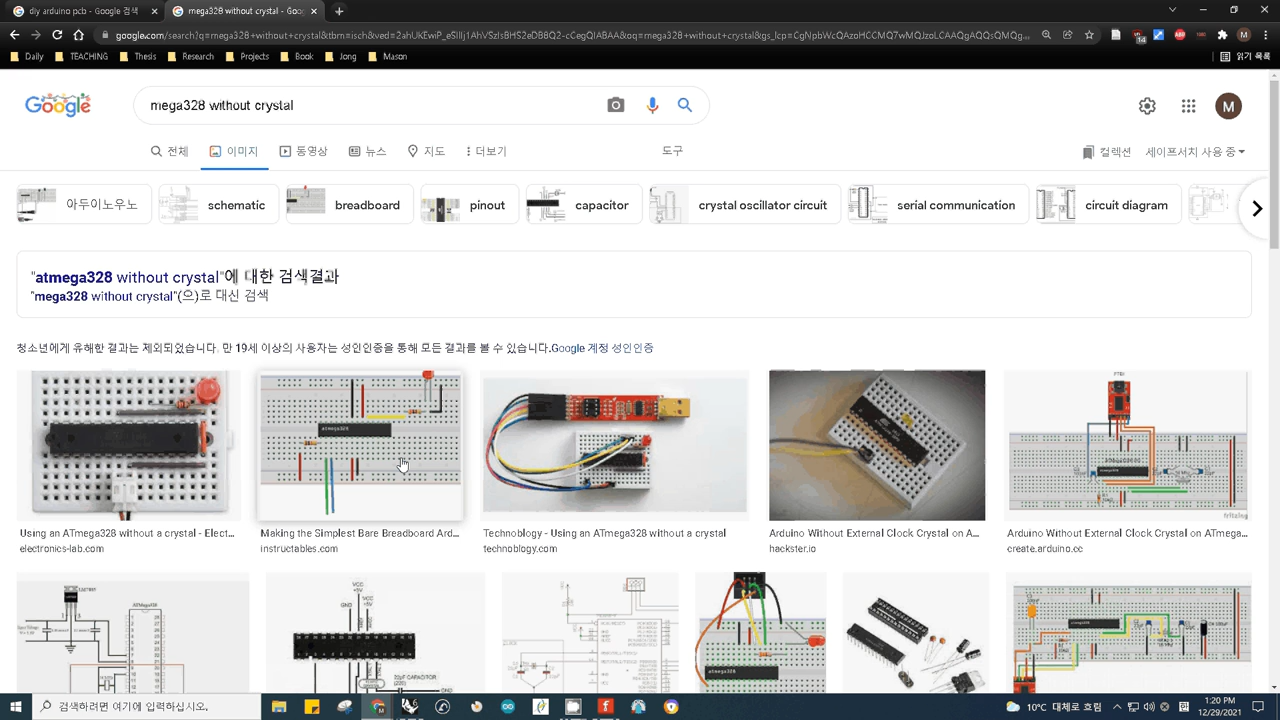 diy arduino pcb - Google 검색
mega328 without crystal - Goog
Daily
TEACHING
Thesis
Research
Projects
Book
Jong
Mason
읽기 목록
Google
mega328 without crystal
M
전체
이미지
동영상
뉴스
지도
더보기
도구
컬렉션
세이프서치 사용 중
아두이노우노
schematic
breadboard
pinout
capacitor
crystal oscillator circuit
serial communication
circuit diagram
"atmega328 without crystal"에 대한 검색결과
"mega328 without crystal"(으)로 대신 검색
청소년에게 유해한 결과는 제외되었습니다. 만 19세 이상의 사용자는 성인인증을 통해 모든 결과를 볼 수 있습니다.Google 계정 성인인증
Using an ATmega328 without a crystal - Elect...
electronics-lab.com
Making the Simplest Bare Breadboard Ard...
instructables.com
Technoblogy - Using an ATmega328 without a crystal
technoblogy.com
Arduino Without External Clock Crystal on A...
hackster.io
Arduino Without External Clock Crystal on ATmega...
create.arduino.cc
atmega328
fritzing
VCC
+5V
GND
VCC
+5V
GND
atmega328
검색하려면 여기에 입력하십시오.
10°C 대체로 흐림
1:20 PM
12/29/2021